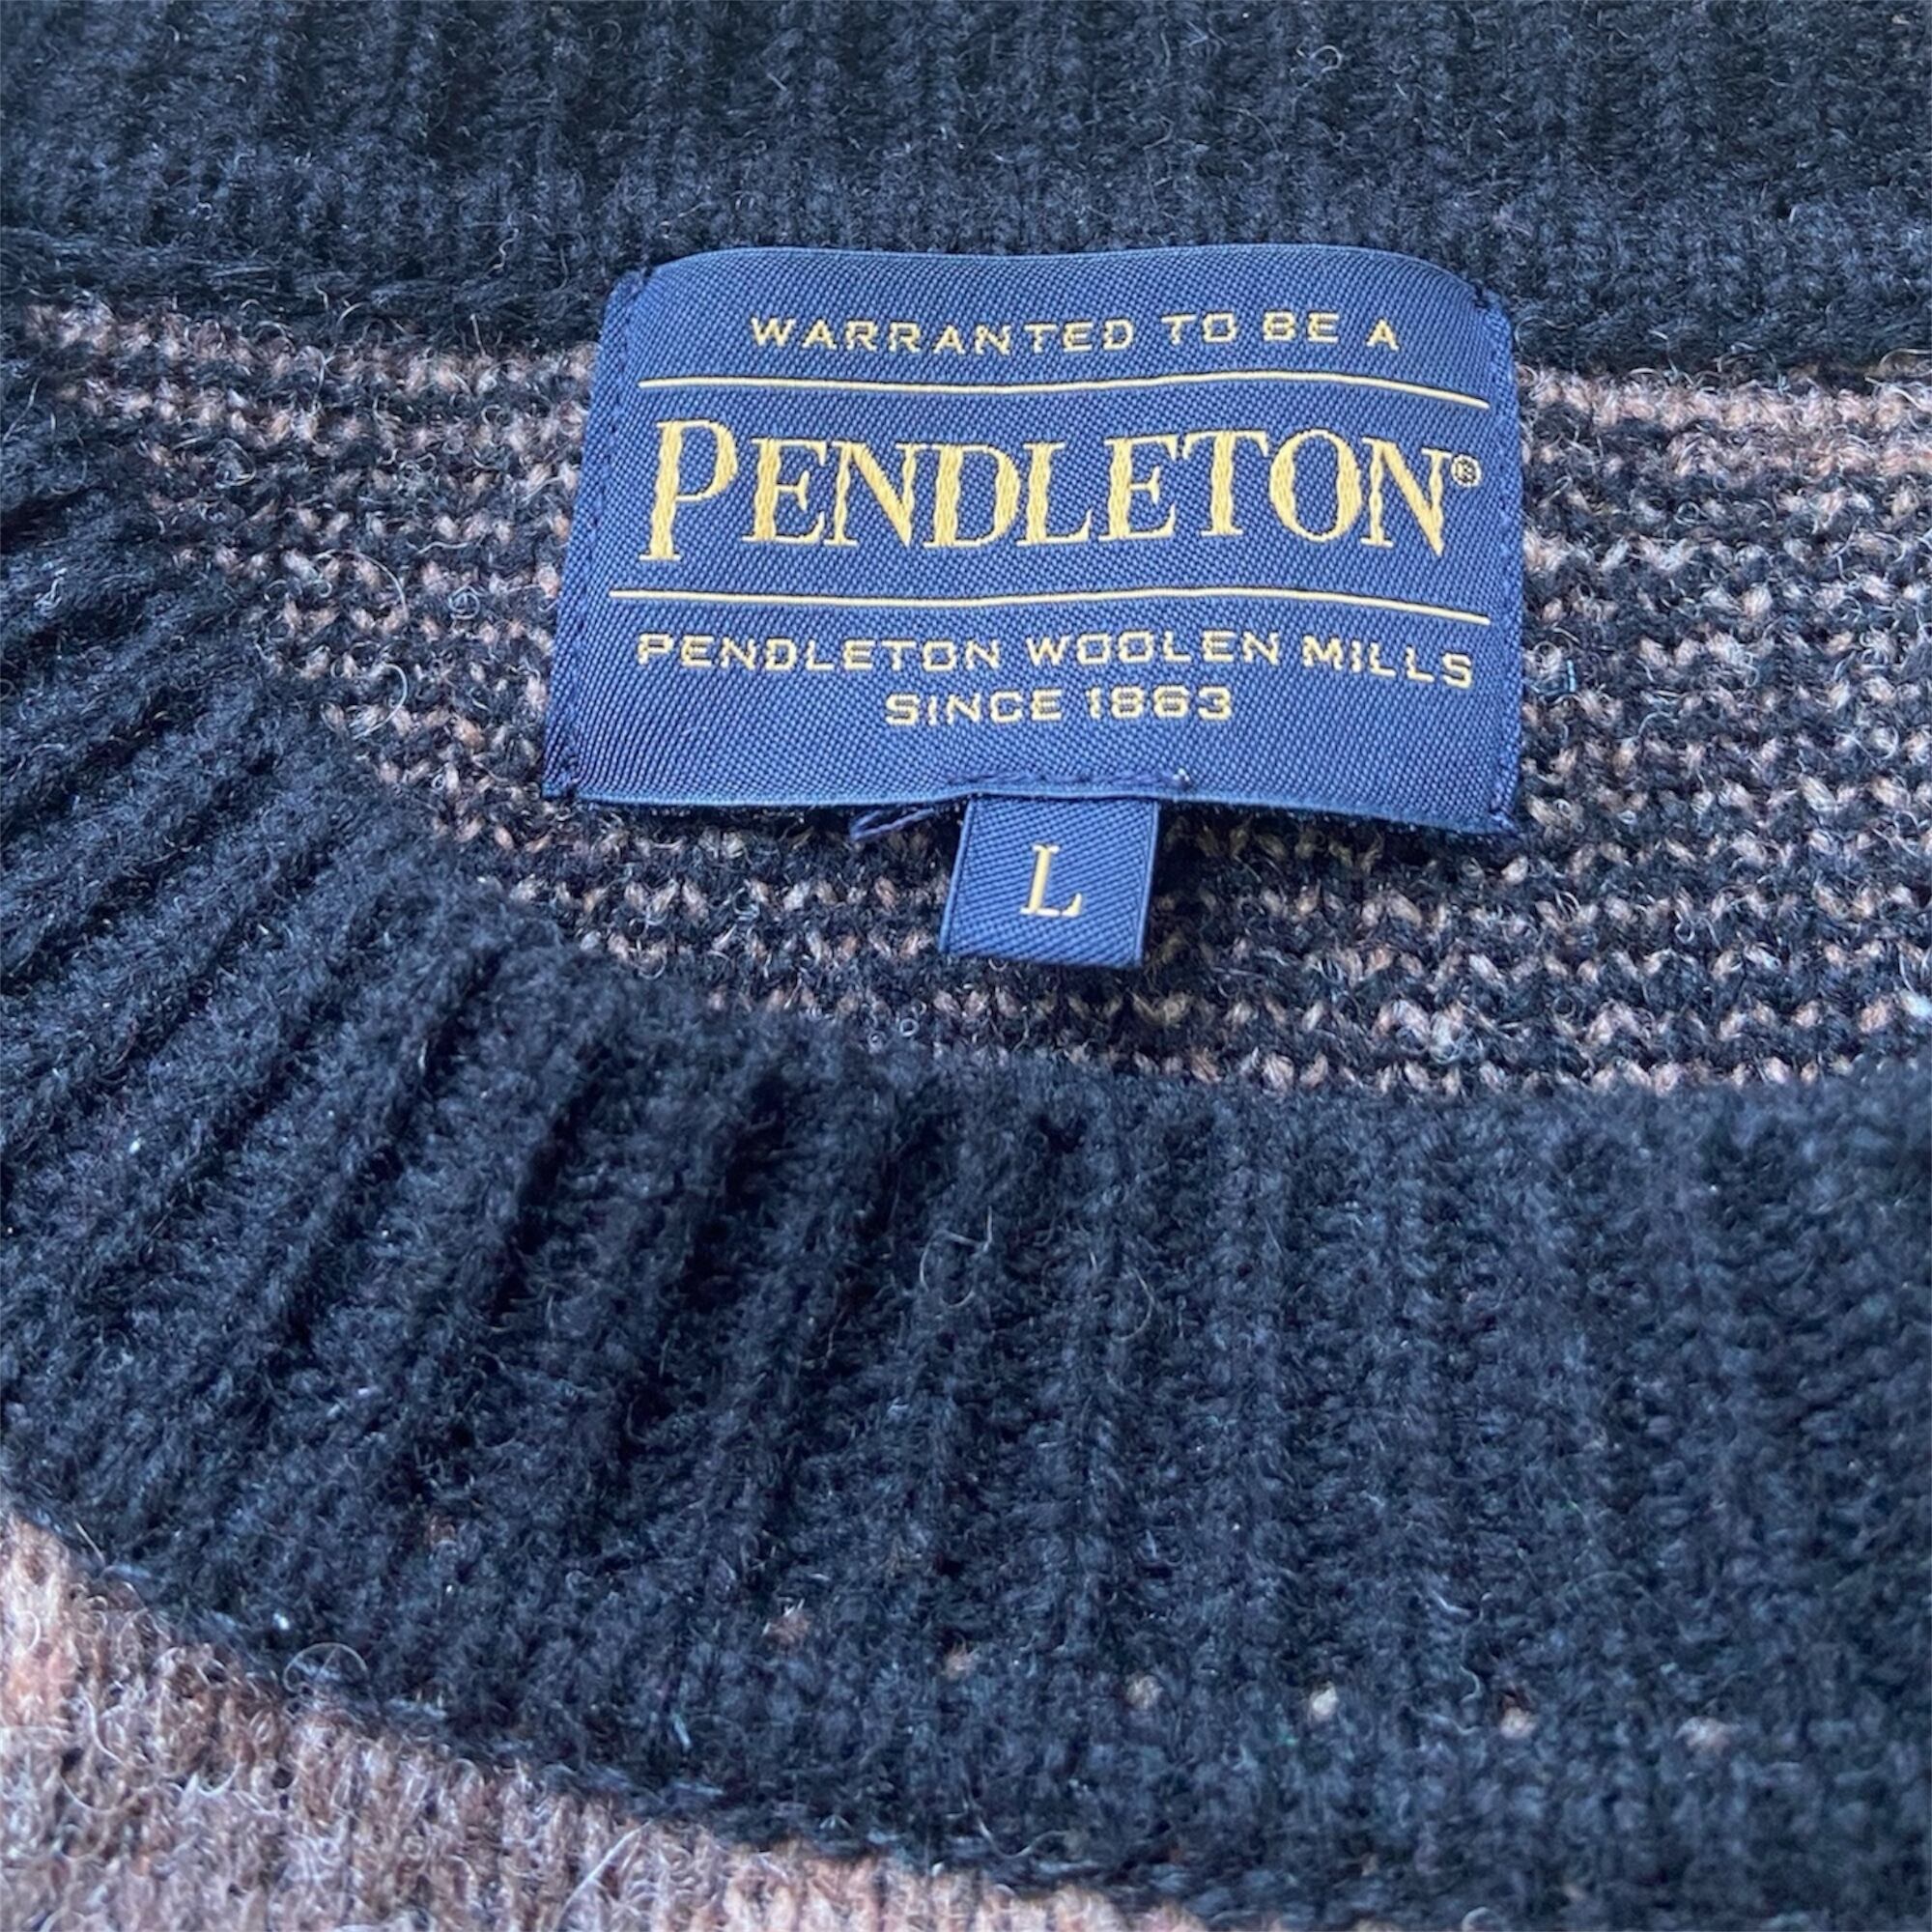 WARRANTED TO BE A
PENDLETON®
PENDLETON WOOLEN MILLS
SINCE 1863
L